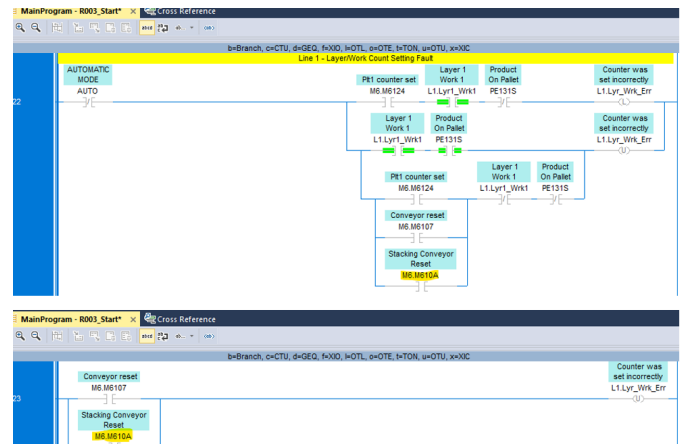 MainProgram - R003_Start* × Cross Reference
b=Branch, c=CTU, d=GEQ, f=XIO, l=OTL, o=OTE, t=TON, u=OTU, x=XIC
Line 1 - Layer/Work Count Setting Fault
AUTOMATIC
MODE
AUTO
22
Plt1 counter set
M6.M6124
Layer 1
Work 1
L1.Lyr1_Wrk1
Product
On Pallet
PE131S
Counter was
set incorrectly
L1.Lyr_Wrk_Err
L
Layer 1
Work 1
L1.Lyr1_Wrk1
Product
On Pallet
PE131S
Counter was
set incorrectly
L1.Lyr_Wrk_Err
U
Plt1 counter set
M6.M6124
Layer 1
Work 1
L1.Lyr1_Wrk1
Product
On Pallet
PE131S
Conveyor reset
M6.M6107
Stacking Conveyor
Reset
M6.M610A
MainProgram - R003_Start* × Cross Reference
b=Branch, c=CTU, d=GEQ, f=XIO, l=OTL, o=OTE, t=TON, u=OTU, x=XIC
23
Conveyor reset
M6.M6107
Counter was
set incorrectly
L1.Lyr_Wrk_Err
U
Stacking Conveyor
Reset
M6.M610A